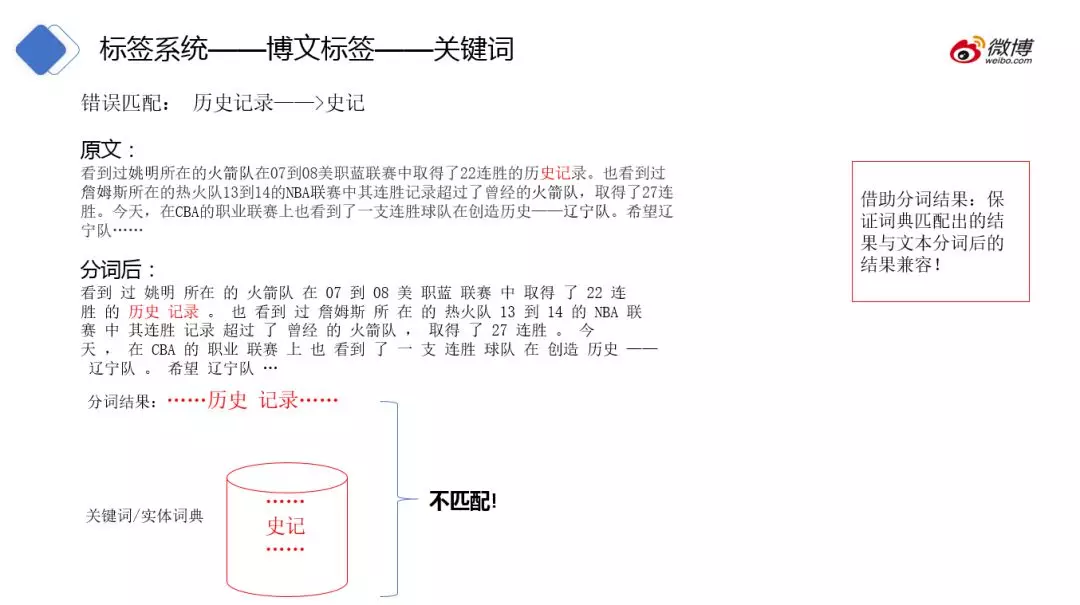 标签系统——博文标签——关键词
微博
weibo.com
错误匹配： 历史记录——>史记
原文：
看到过姚明所在的火箭队在07到08美职蓝联赛中取得了22连胜的历史记录。也看到过
詹姆斯所在的热火队13到14的NBA联赛中其连胜记录超过了曾经的火箭队，取得了27连
胜。今天，在CBA的职业联赛上也看到了一支连胜球队在创造历史——辽宁队。希望辽
宁队……
借助分词结果：保
证词典匹配出的结
果与文本分词后的
结果兼容！
分词后：
看到 过 姚明 所在 的 火箭队 在 07 到 08 美 职蓝 联赛 中 取得 了 22 连
胜 的 历史 记录 。 也 看到 过 詹姆斯 所 在 的 热火队 13 到 14 的 NBA 联
赛 中 其连胜 记录 超过 了 曾经 的 火箭队 ， 取得 了 27 连胜 。 今
天 ， 在 CBA 的 职业 联赛 上 也 看到 了 一 支 连胜 球队 在 创造 历史 ——
辽宁队 。 希望 辽宁队 …
分词结果：……历史 记录……
……
关键词/实体词典
史记
……
不匹配！